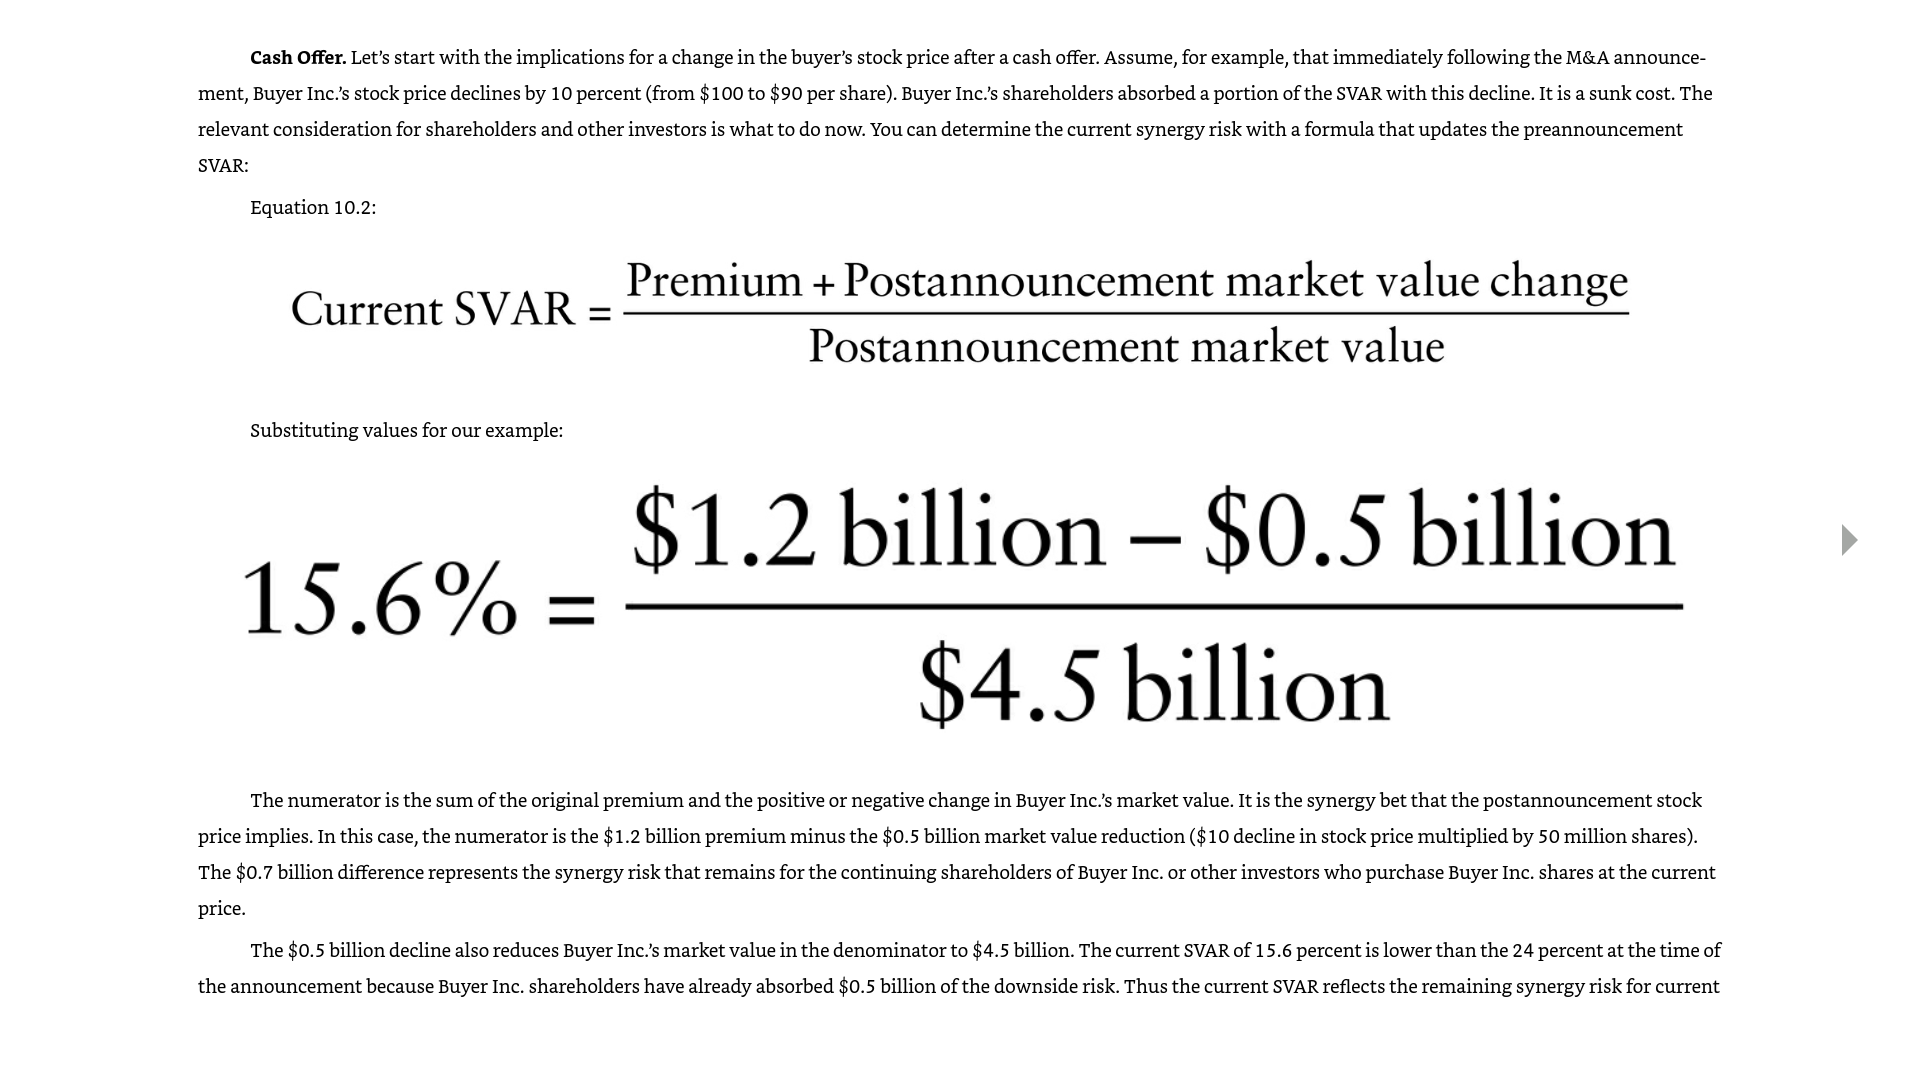 Cash Offer. Let’s start with the implications for a change in the buyer’s stock price after a cash offer. Assume, for example, that immediately following the M&A announce-
ment, Buyer Inc.’s stock price declines by 10 percent (from $100 to $90 per share). Buyer Inc.’s shareholders absorbed a portion of the SVAR with this decline. It is a sunk cost. The
relevant consideration for shareholders and other investors is what to do now. You can determine the current synergy risk with a formula that updates the preannouncement
SVAR:
Equation 10.2:
Current SVAR = Premium + Postannouncement market value change
Postannouncement market value
Substituting values for our example:
15.6% = $1.2 billion – $0.5 billion
$4.5 billion
The numerator is the sum of the original premium and the positive or negative change in Buyer Inc.’s market value. It is the synergy bet that the postannouncement stock
price implies. In this case, the numerator is the $1.2 billion premium minus the $0.5 billion market value reduction ($10 decline in stock price multiplied by 50 million shares).
The $0.7 billion difference represents the synergy risk that remains for the continuing shareholders of Buyer Inc. or other investors who purchase Buyer Inc. shares at the current
price.
The $0.5 billion decline also reduces Buyer Inc.’s market value in the denominator to $4.5 billion. The current SVAR of 15.6 percent is lower than the 24 percent at the time of
the announcement because Buyer Inc. shareholders have already absorbed $0.5 billion of the downside risk. Thus the current SVAR reflects the remaining synergy risk for current